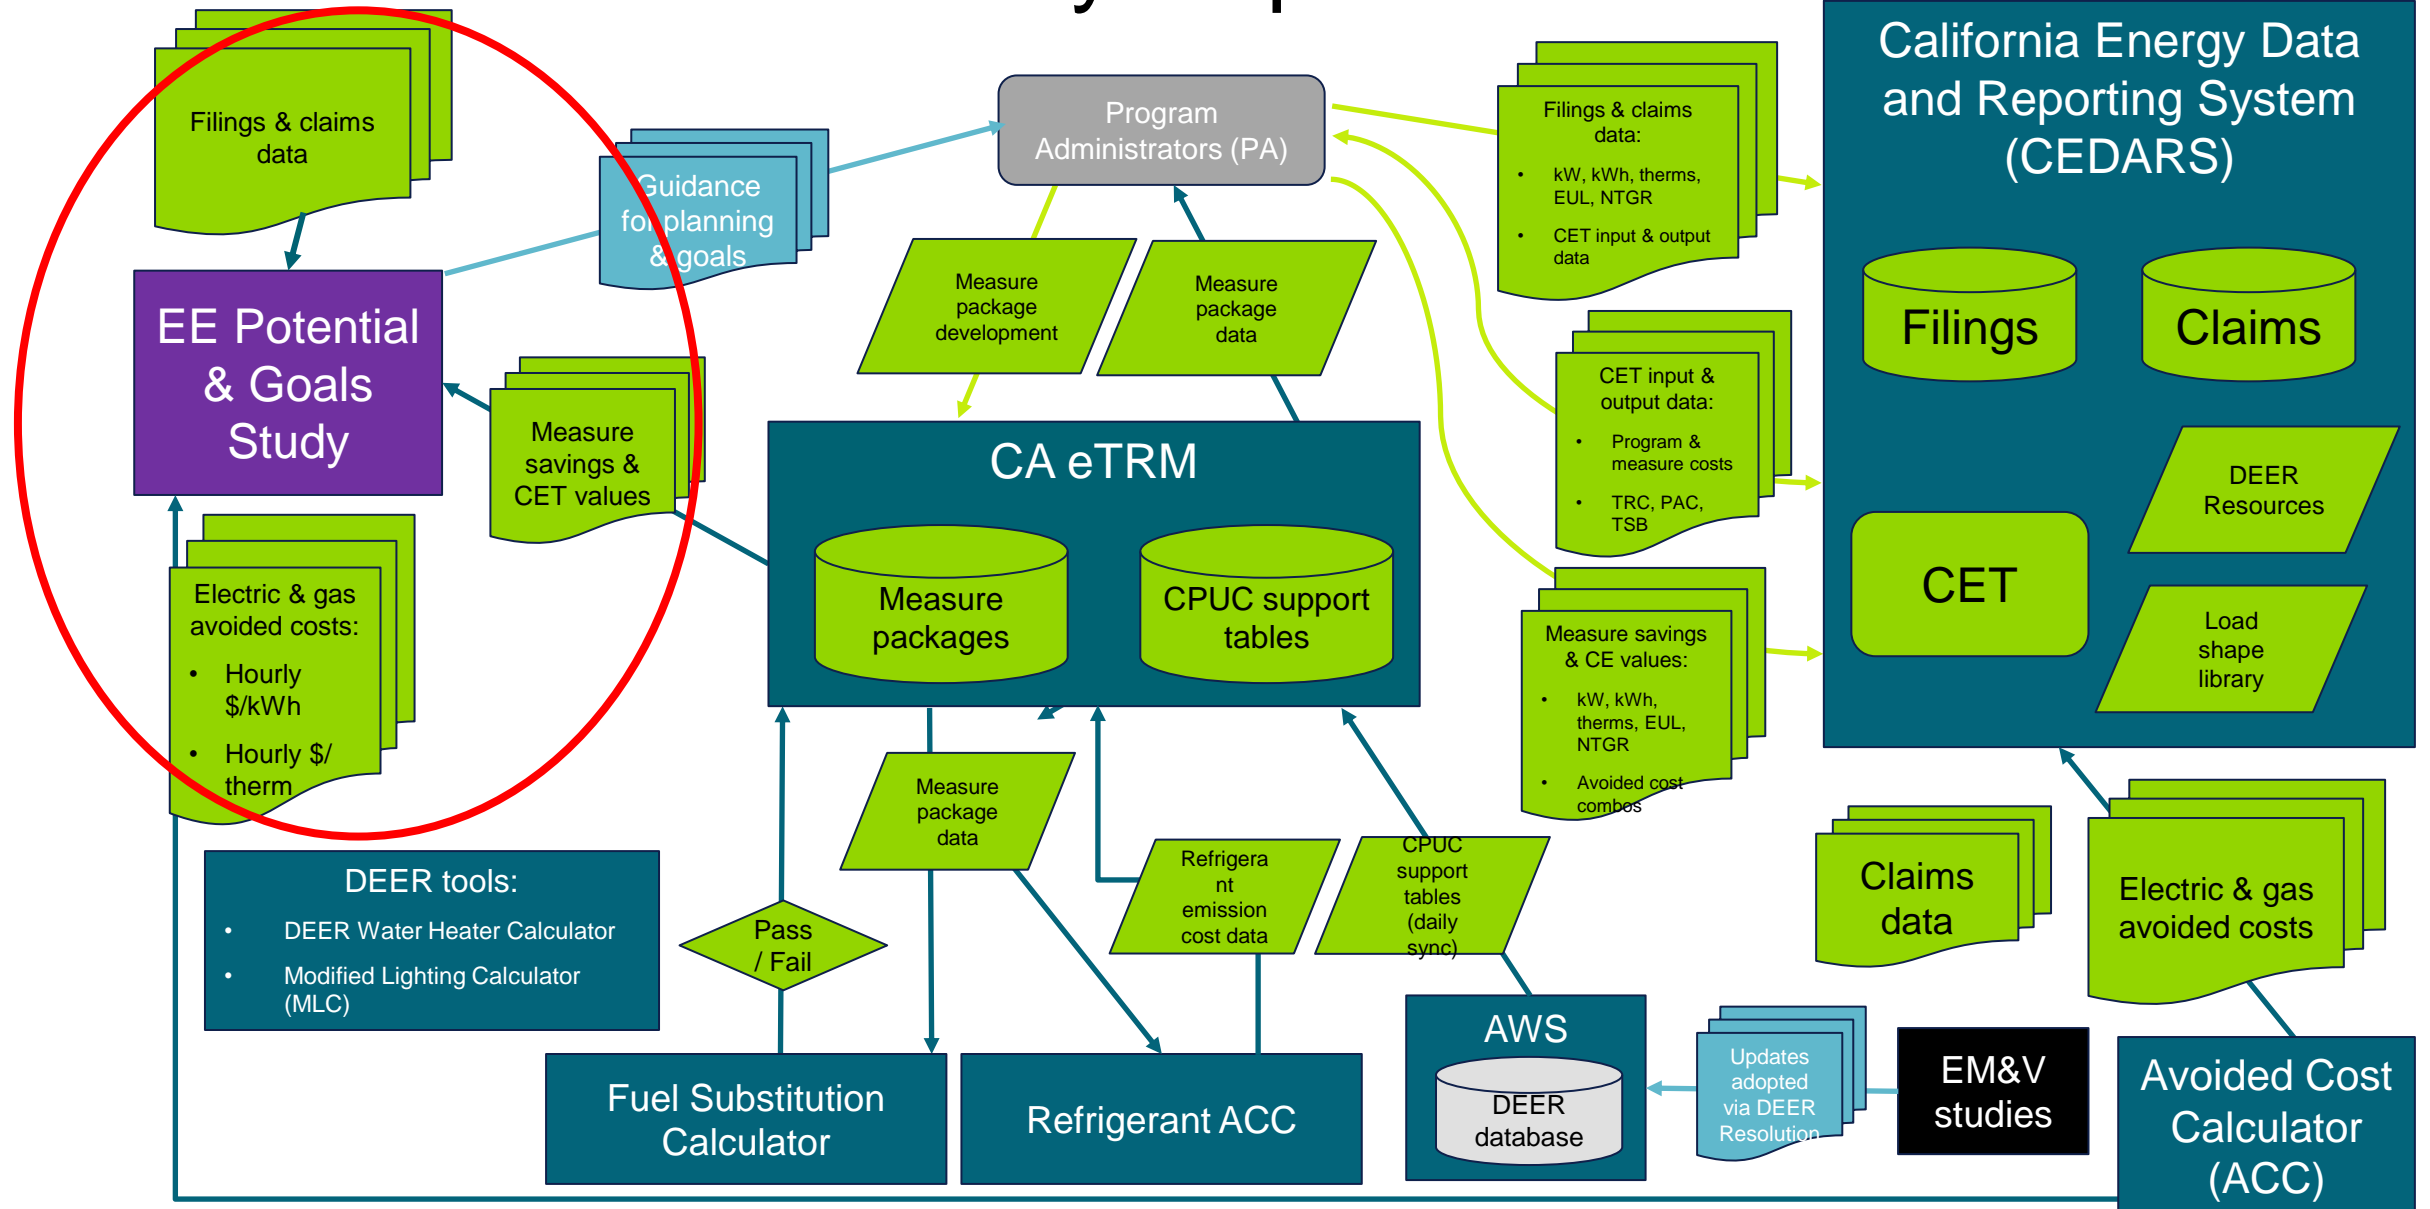 Filings & claims
data
Guidance
for planning
& goals
Program
Administrators (PA)
Filings & claims
data:
• kW, kWh, therms,
EUL, NTGR
• CET input & output
data
California Energy Data
and Reporting System
(CEDARS)
Filings
Claims
CET
DEER
Resources
Load
shape
library
Measure
package
development
Measure
package
data
EE Potential
& Goals
Study
Measure
savings &
CET values
CA eTRM
Measure
packages
CPUC support
tables
CET input &
output data:
• Program &
measure costs
• TRC, PAC,
TSB
Measure savings
& CE values:
• kW, kWh,
therms, EUL,
NTGR
• Avoided cost
combos
Electric & gas
avoided costs:
• Hourly
$/kWh
• Hourly $/
therm
DEER tools:
• DEER Water Heater Calculator
• Modified Lighting Calculator
(MLC)
Pass
/ Fail
Measure
package
data
Refrigera
nt
emission
cost data
CPUC
support
tables
(daily
sync)
Claims
data
Electric & gas
avoided costs
Fuel Substitution
Calculator
Refrigerant ACC
AWS
DEER
database
Updates
adopted
via DEER
Resolution
EM&V
studies
Avoided Cost
Calculator
(ACC)